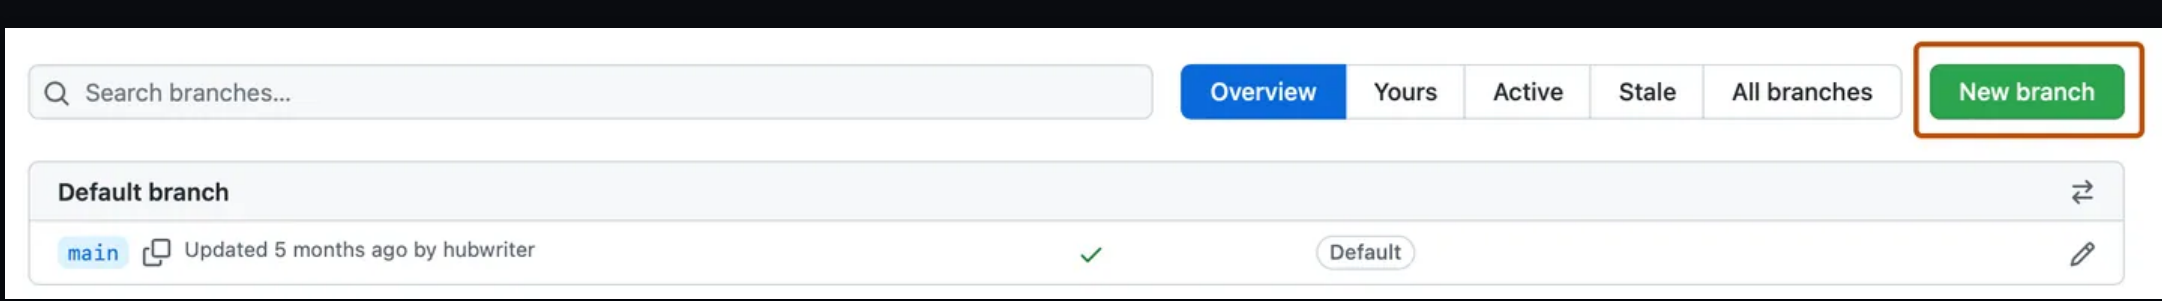 Search branches... Overview Yours Active Stale All branches New branch
Default branch
main Updated 5 months ago by hubwriter Default